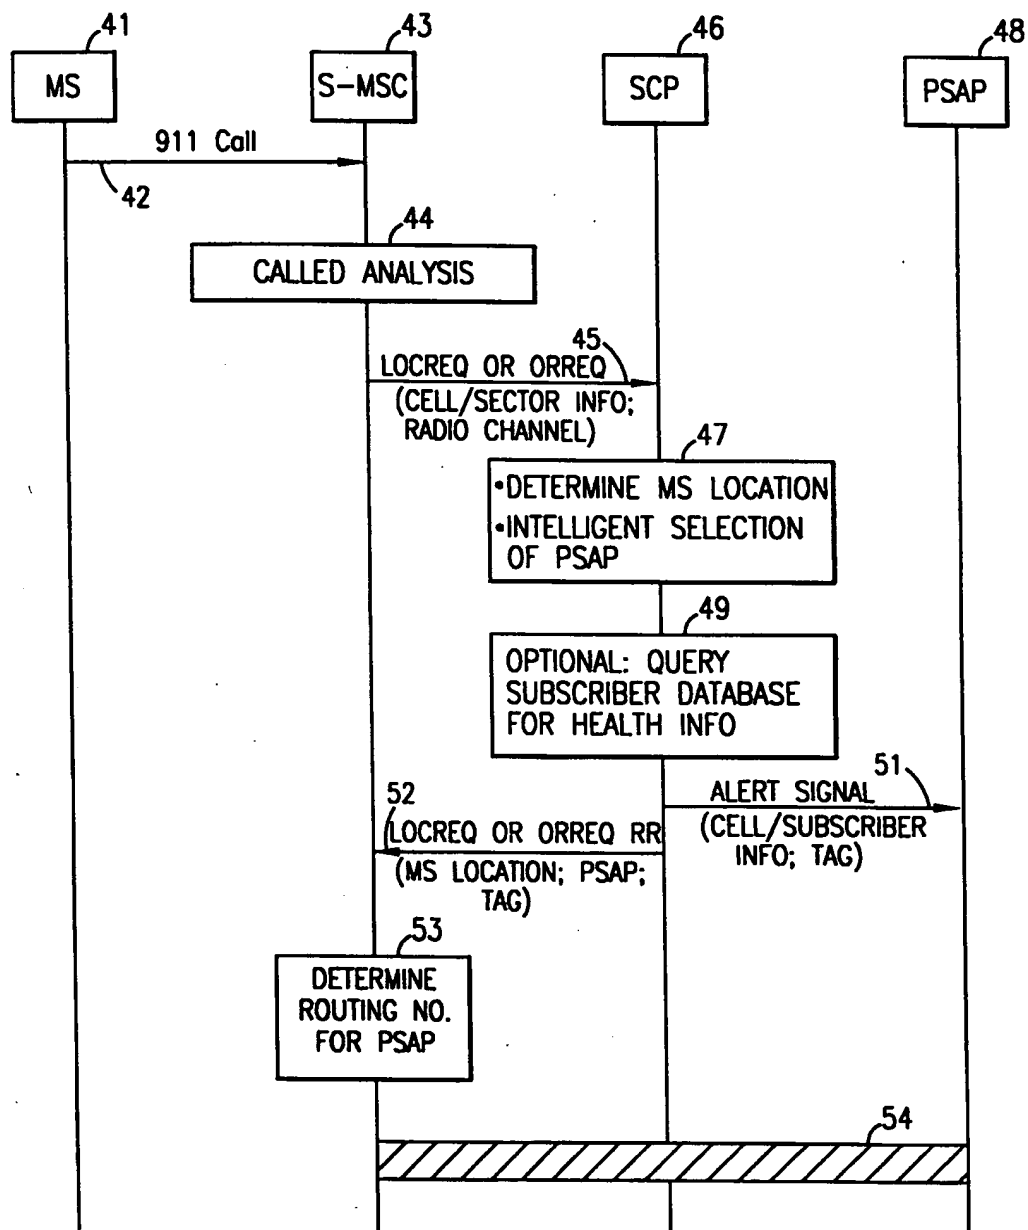 41
43
46
48
MS
S-MSC
SCP
PSAP
911 Call
42
44
CALLED ANALYSIS
45
LOCREQ OR ORREQ
(CELL/SECTOR INFO;
RADIO CHANNEL)
47
•DETERMINE MS LOCATION
•INTELLIGENT SELECTION
OF PSAP
49
OPTIONAL: QUERY
SUBSCRIBER DATABASE
FOR HEALTH INFO
51
ALERT SIGNAL
(CELL/SUBSCRIBER
INFO; TAG)
52
LOCREQ OR ORREQ RR
(MS LOCATION; PSAP;
TAG)
53
DETERMINE
ROUTING NO.
FOR PSAP
54